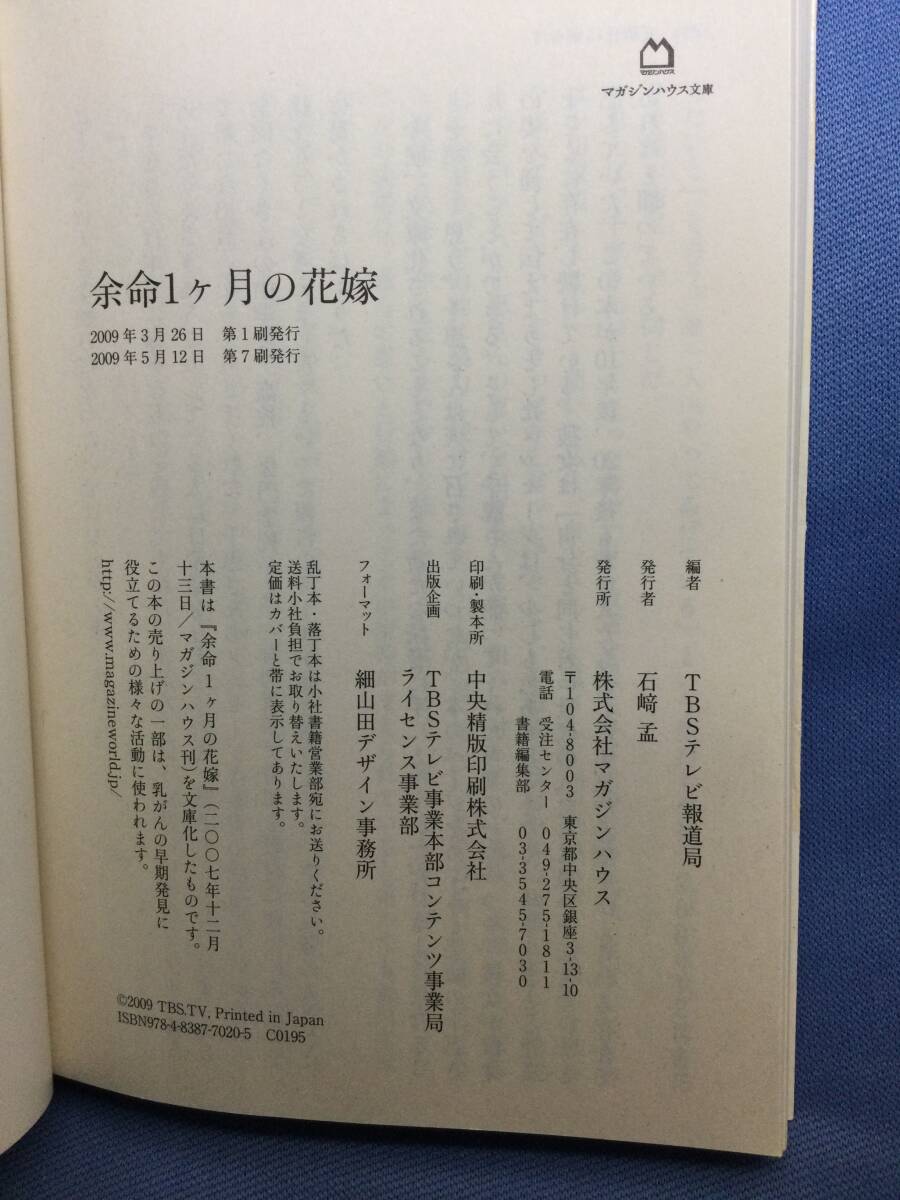 マガジンハウス
マガジンハウス文庫
余命1ヶ月の花嫁
2009年3月26日　第1刷発行
2009年5月12日　第7刷発行
編者　TBSテレビ報道局
発行者　石﨑 孟
発行所　株式会社マガジンハウス
〒104-8003　東京都中央区銀座3-13-10
電話　受注センター　049-275-1811
書籍編集部　03-3545-7030
印刷・製本所　中央精版印刷株式会社
出版企画　TBSテレビ事業本部コンテンツ事業局
ライセンス事業部
フォーマット　細山田デザイン事務所
乱丁本・落丁本は小社書籍営業部宛にお送りください。
送料小社負担でお取り替えいたします。
定価はカバーと帯に表示してあります。
本書は『余命1ヶ月の花嫁』(二〇〇七年十二月
十三日/マガジンハウス刊)を文庫化したものです。
この本の売り上げの一部は、乳がんの早期発見に
役立てるための様々な活動に使われます。
http://www.magazineworld.jp/
©2009 TBS.TV, Printed in Japan
ISBN978-4-8387-7020-5　C0195